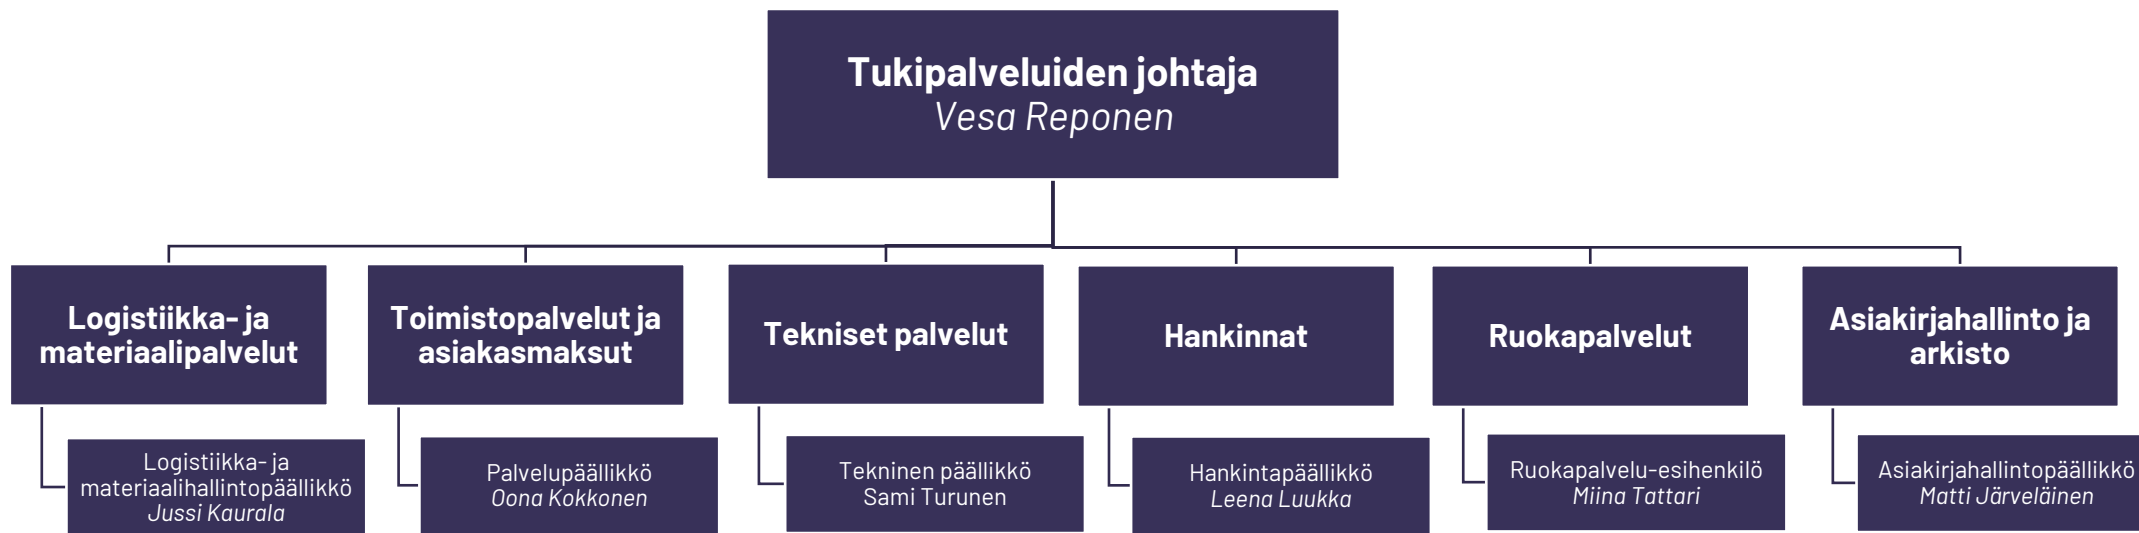 Tukipalveluiden johtaja
Vesa Reponen
Logistiikka- ja
materiaalipalvelut
Logistiikka- ja
materiaalihallintopäällikkö
Jussi Kaurala
Toimistopalvelut ja
asiakasmaksut
Palvelupäällikkö
Oona Kokkonen
Tekniset palvelut
Tekninen päällikkö
Sami Turunen
Hankinnat
Hankintapäällikkö
Leena Luukka
Ruokapalvelut
Ruokapalvelu-esihenkilö
Miina Tattari
Asiakirjahallinto ja
arkisto
Asiakirjahallintopäällikkö
Matti Järveläinen